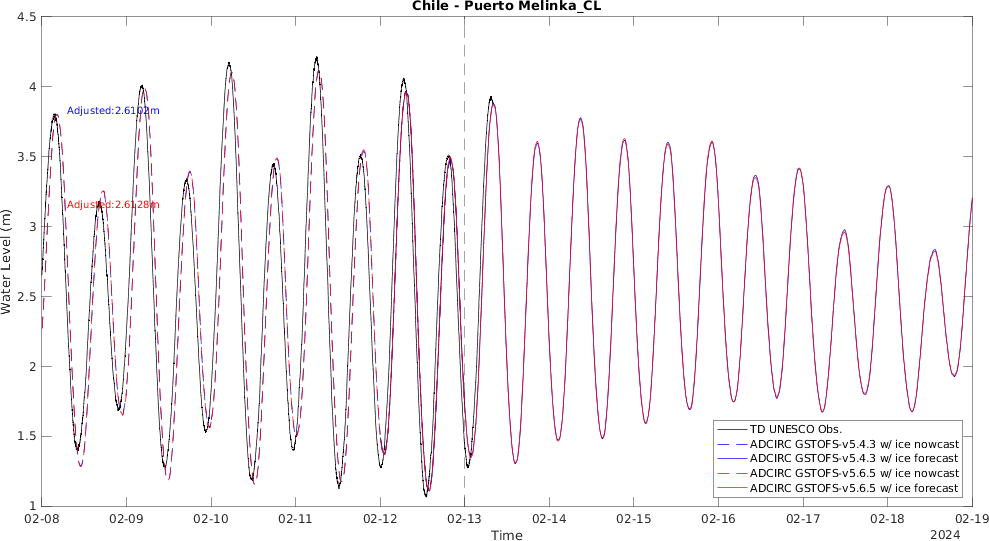 Chile - Puerto Melinka_CL
4.5
4
3.5
3
2.5
2
1.5
1
Water Level (m)
Adjusted:2.6102m
Adjusted:2.6128m
TD UNESCO Obs.
ADCIRC GSTOFS-v5.4.3 w/ ice nowcast
ADCIRC GSTOFS-v5.4.3 w/ ice forecast
ADCIRC GSTOFS-v5.6.5 w/ ice nowcast
ADCIRC GSTOFS-v5.6.5 w/ ice forecast
02-08 02-09 02-10 02-11 02-12 02-13 02-14 02-15 02-16 02-17 02-18 02-19
Time
2024